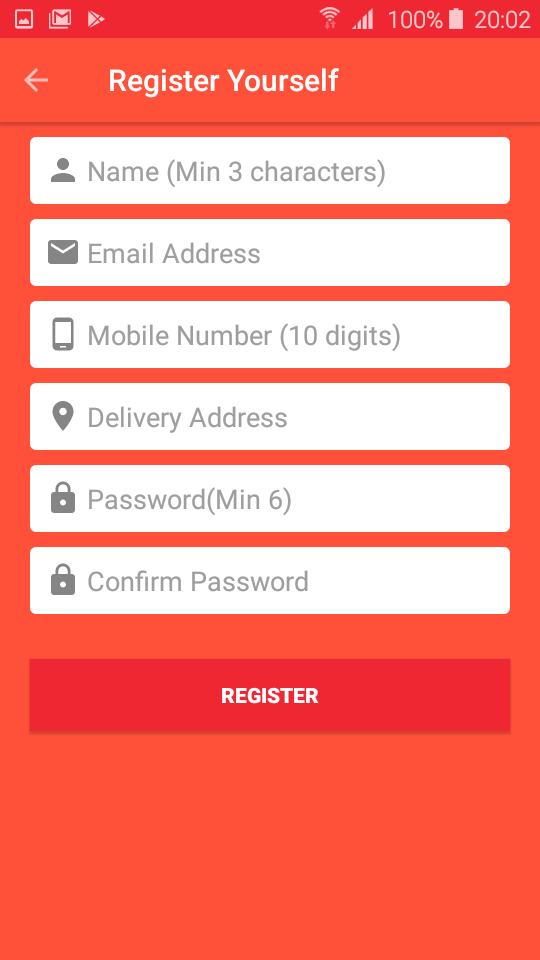 100% 20:02
Register Yourself
Name (Min 3 characters)
Email Address
Mobile Number (10 digits)
Delivery Address
Password(Min 6)
Confirm Password
REGISTER